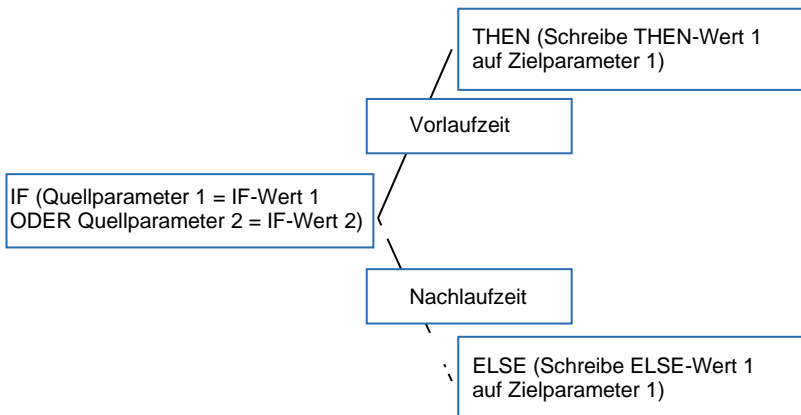 THEN (Schreibe THEN-Wert 1
auf Zielparameter 1)
Vorlaufzeit
IF (Quellparameter 1 = IF-Wert 1
ODER Quellparameter 2 = IF-Wert 2)
Nachlaufzeit
ELSE (Schreibe ELSE-Wert 1
auf Zielparameter 1)